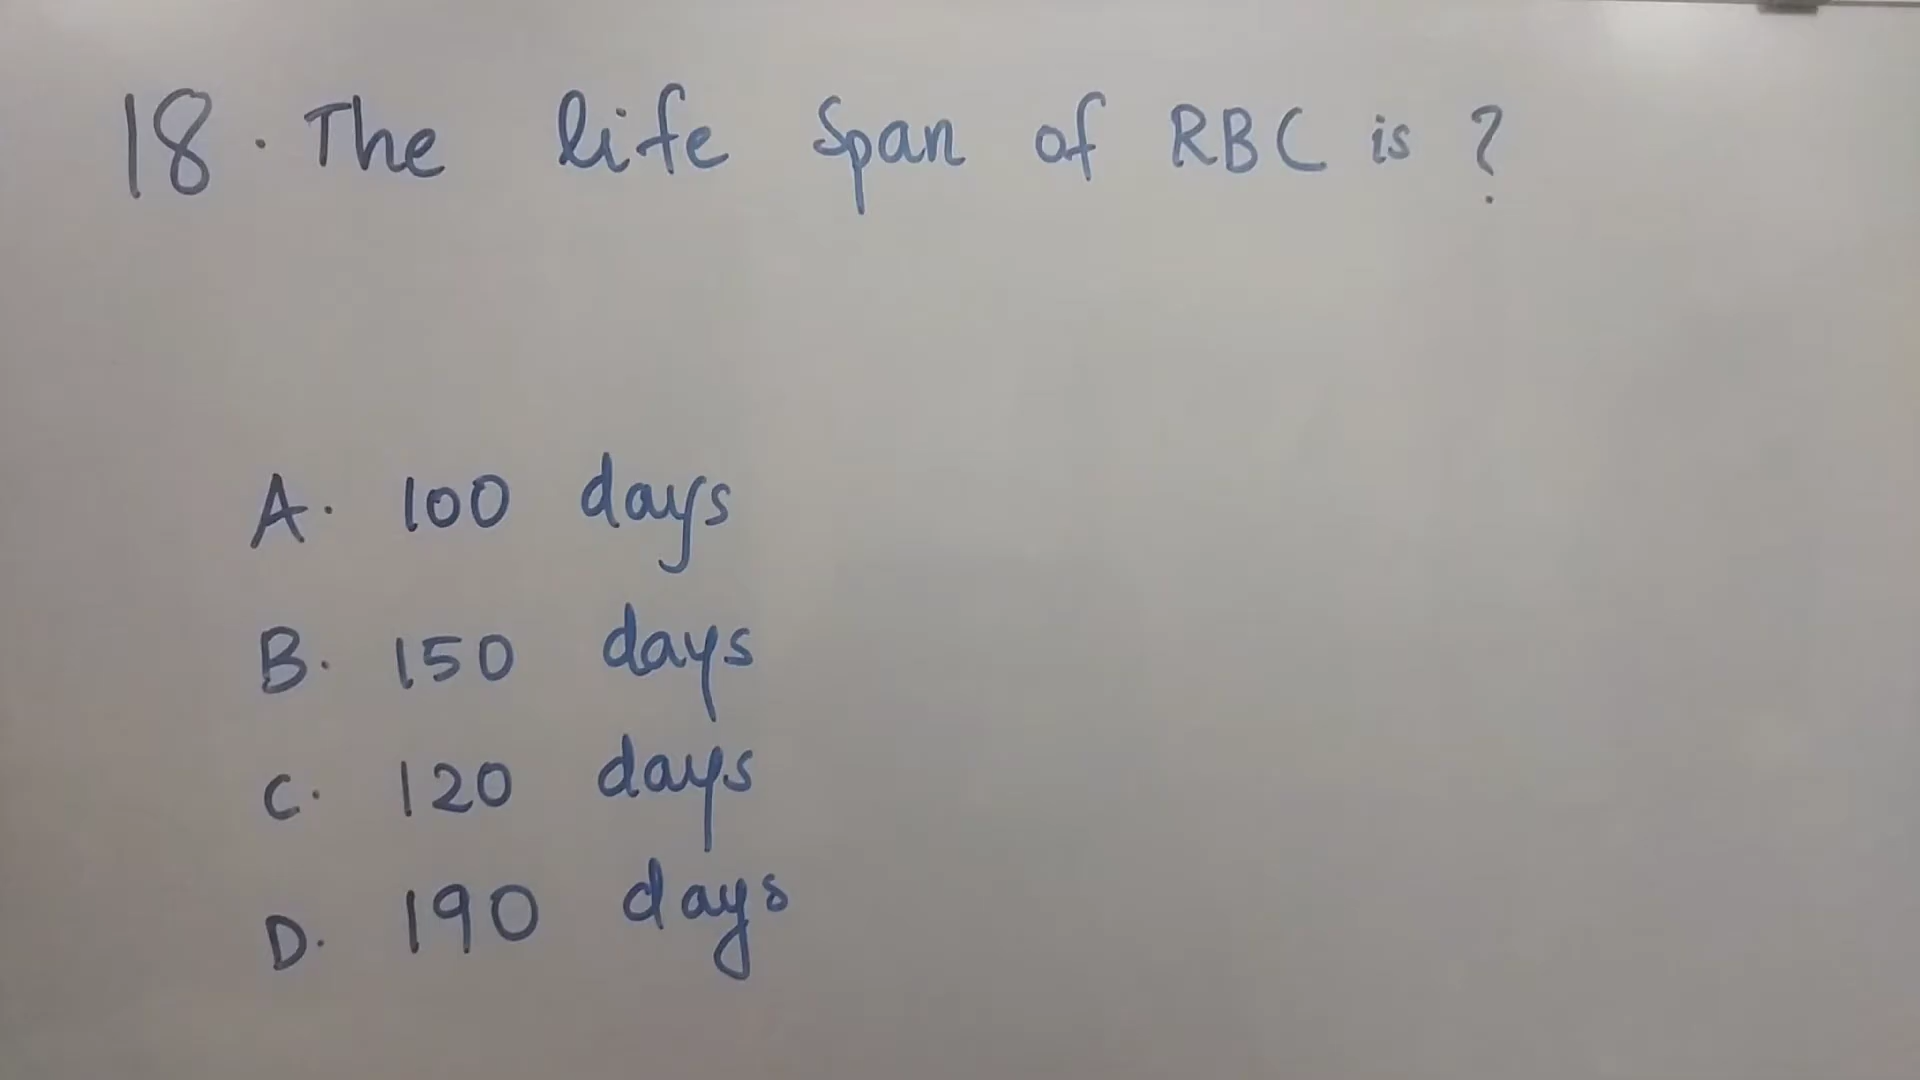 18. The life span of RBC is ?
A. 100 days
B. 150 days
C. 120 days
D. 190 days